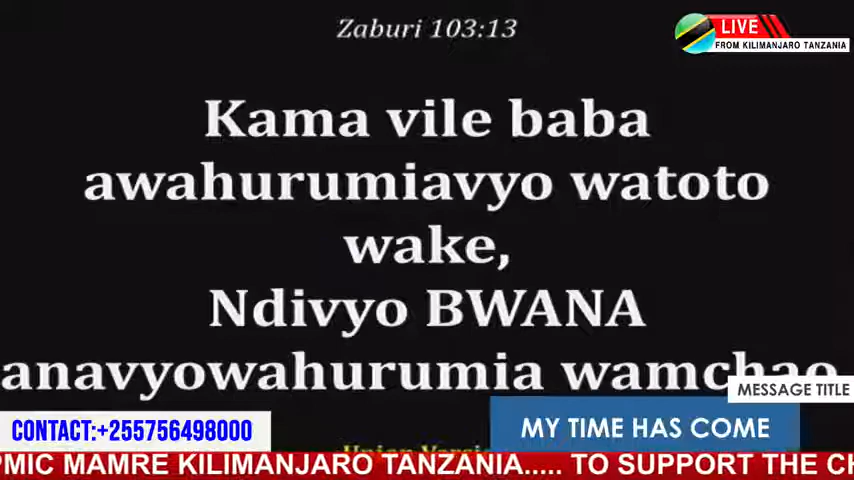 Zaburi 103:13
LIVE
FROM KILIMANJARO TANZANIA
Kama vile baba
awahurumiavyo watoto
wake,
Ndivyo BWANA
anavyowahurumia wamchao
MESSAGE TITLE
CONTACT:+255756498000
MY TIME HAS COME
PMIC MAMRE KILIMANJARO TANZANIA..... TO SUPPORT THE CH